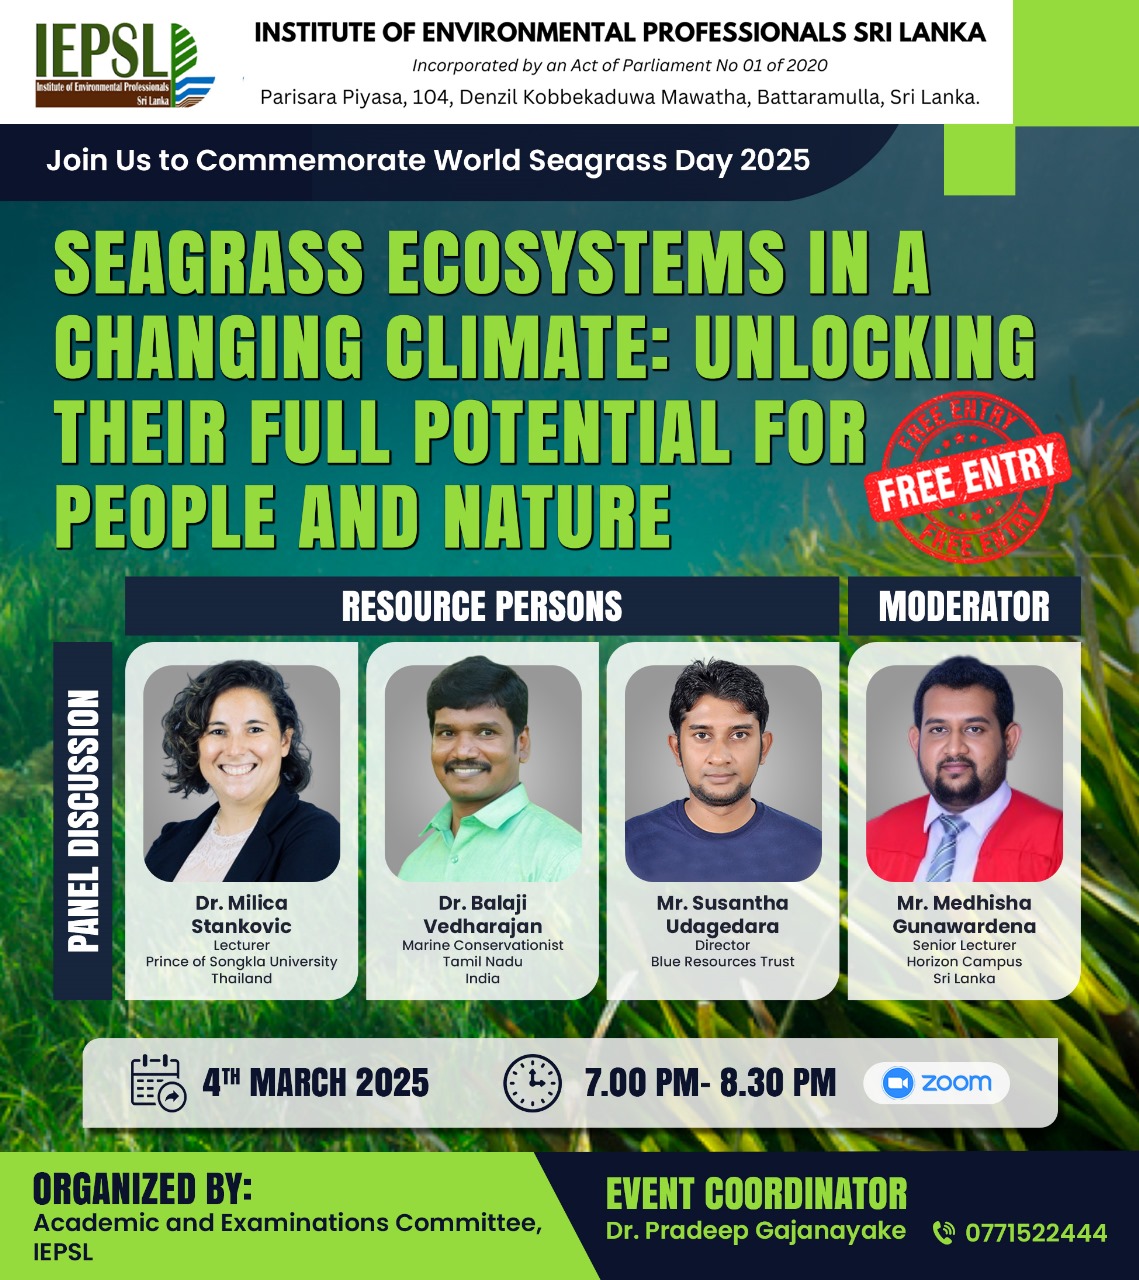 IEPSL
Institute of Environmental Professionals
Sri Lanka
INSTITUTE OF ENVIRONMENTAL PROFESSIONALS SRI LANKA
Incorporated by an Act of Parliament No 01 of 2020
Parisara Piyasa, 104, Denzil Kobbekaduwa Mawatha, Battaramulla, Sri Lanka.
Join Us to Commemorate World Seagrass Day 2025
SEAGRASS ECOSYSTEMS IN A
CHANGING CLIMATE: UNLOCKING
THEIR FULL POTENTIAL FOR
PEOPLE AND NATURE
FREE ENTRY
FREE ENTRY
FREE ENTRY
RESOURCE PERSONS
MODERATOR
PANEL DISCUSSION
Dr. Milica
Stankovic
Lecturer
Prince of Songkla University
Thailand
Dr. Balaji
Vedharajan
Marine Conservationist
Tamil Nadu
India
Mr. Susantha
Udagedara
Director
Blue Resources Trust
Mr. Medhisha
Gunawardena
Senior Lecturer
Horizon Campus
Sri Lanka
4TH MARCH 2025
7.00 PM- 8.30 PM
zoom
ORGANIZED BY:
Academic and Examinations Committee,
IEPSL
EVENT COORDINATOR
Dr. Pradeep Gajanayake
0771522444